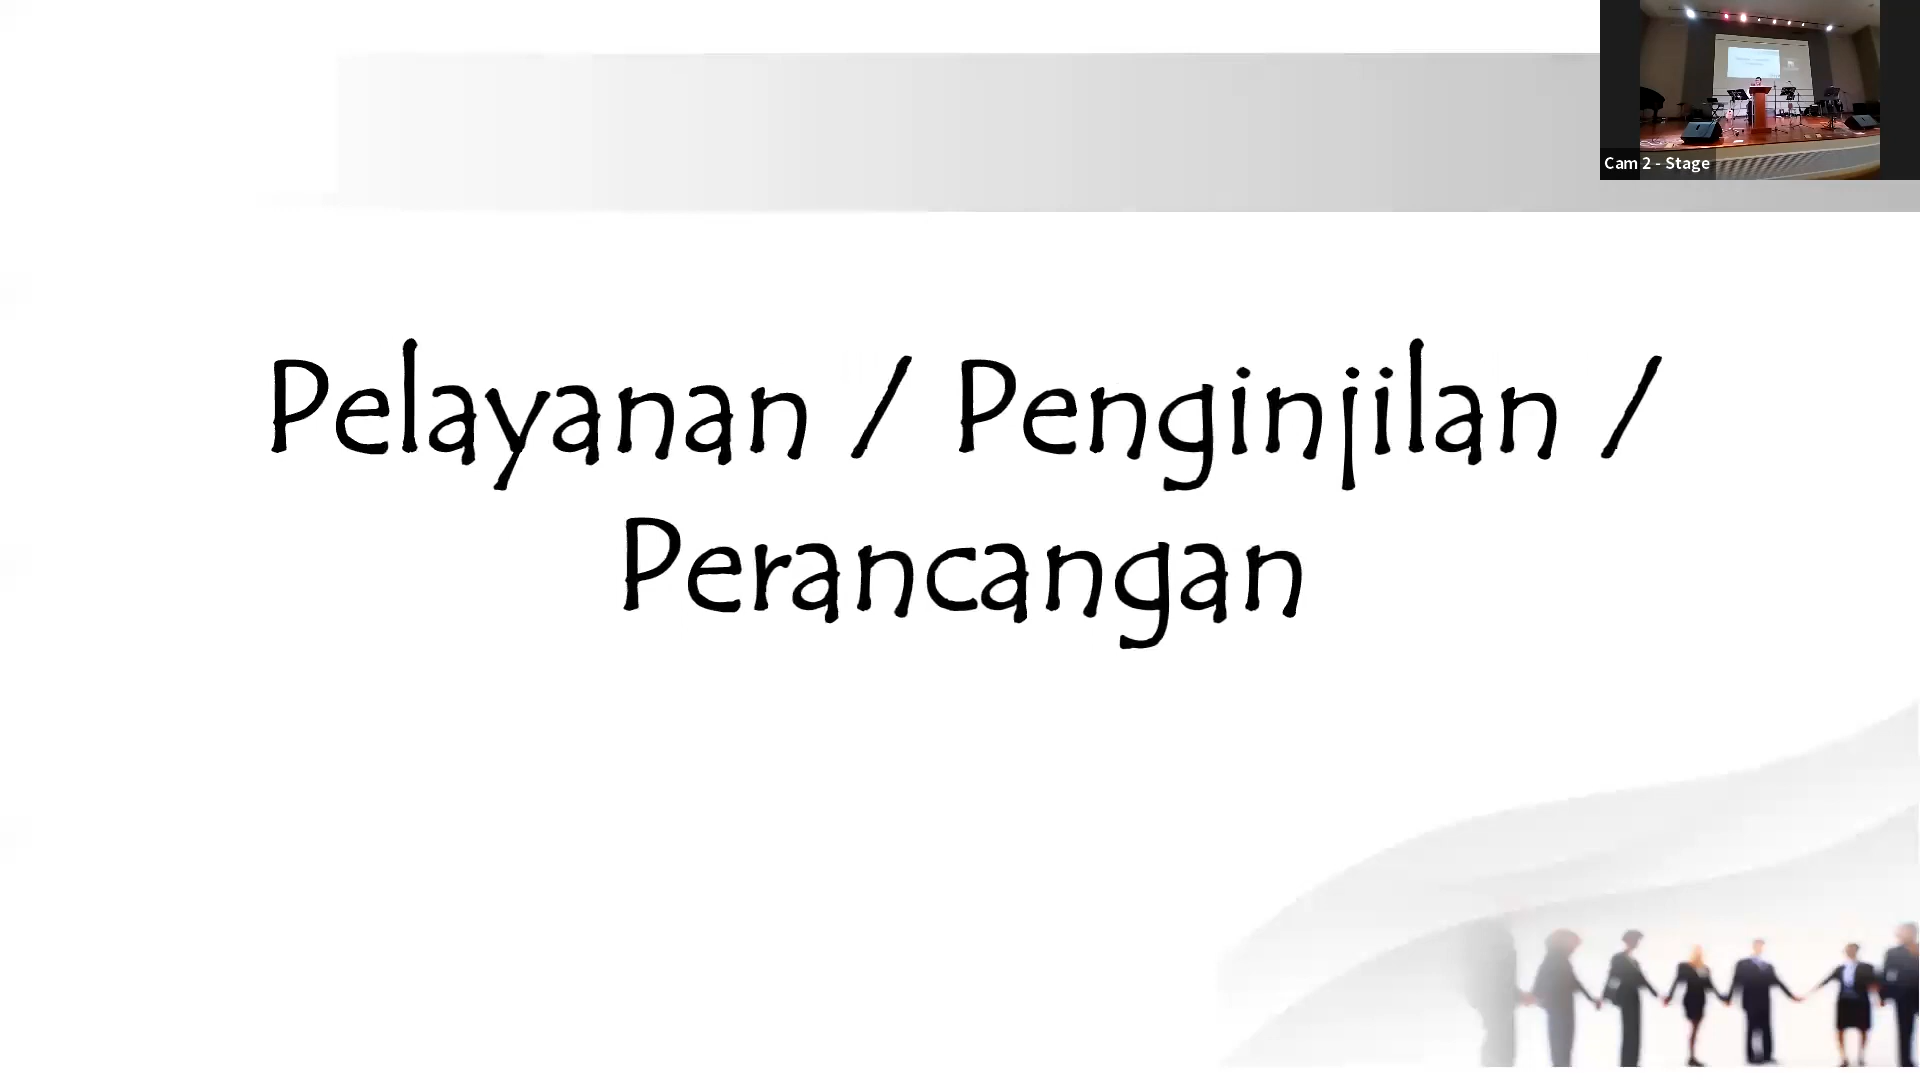 Cam 2 - Stage
Pelayanan / Penginjilan /
Perancangan